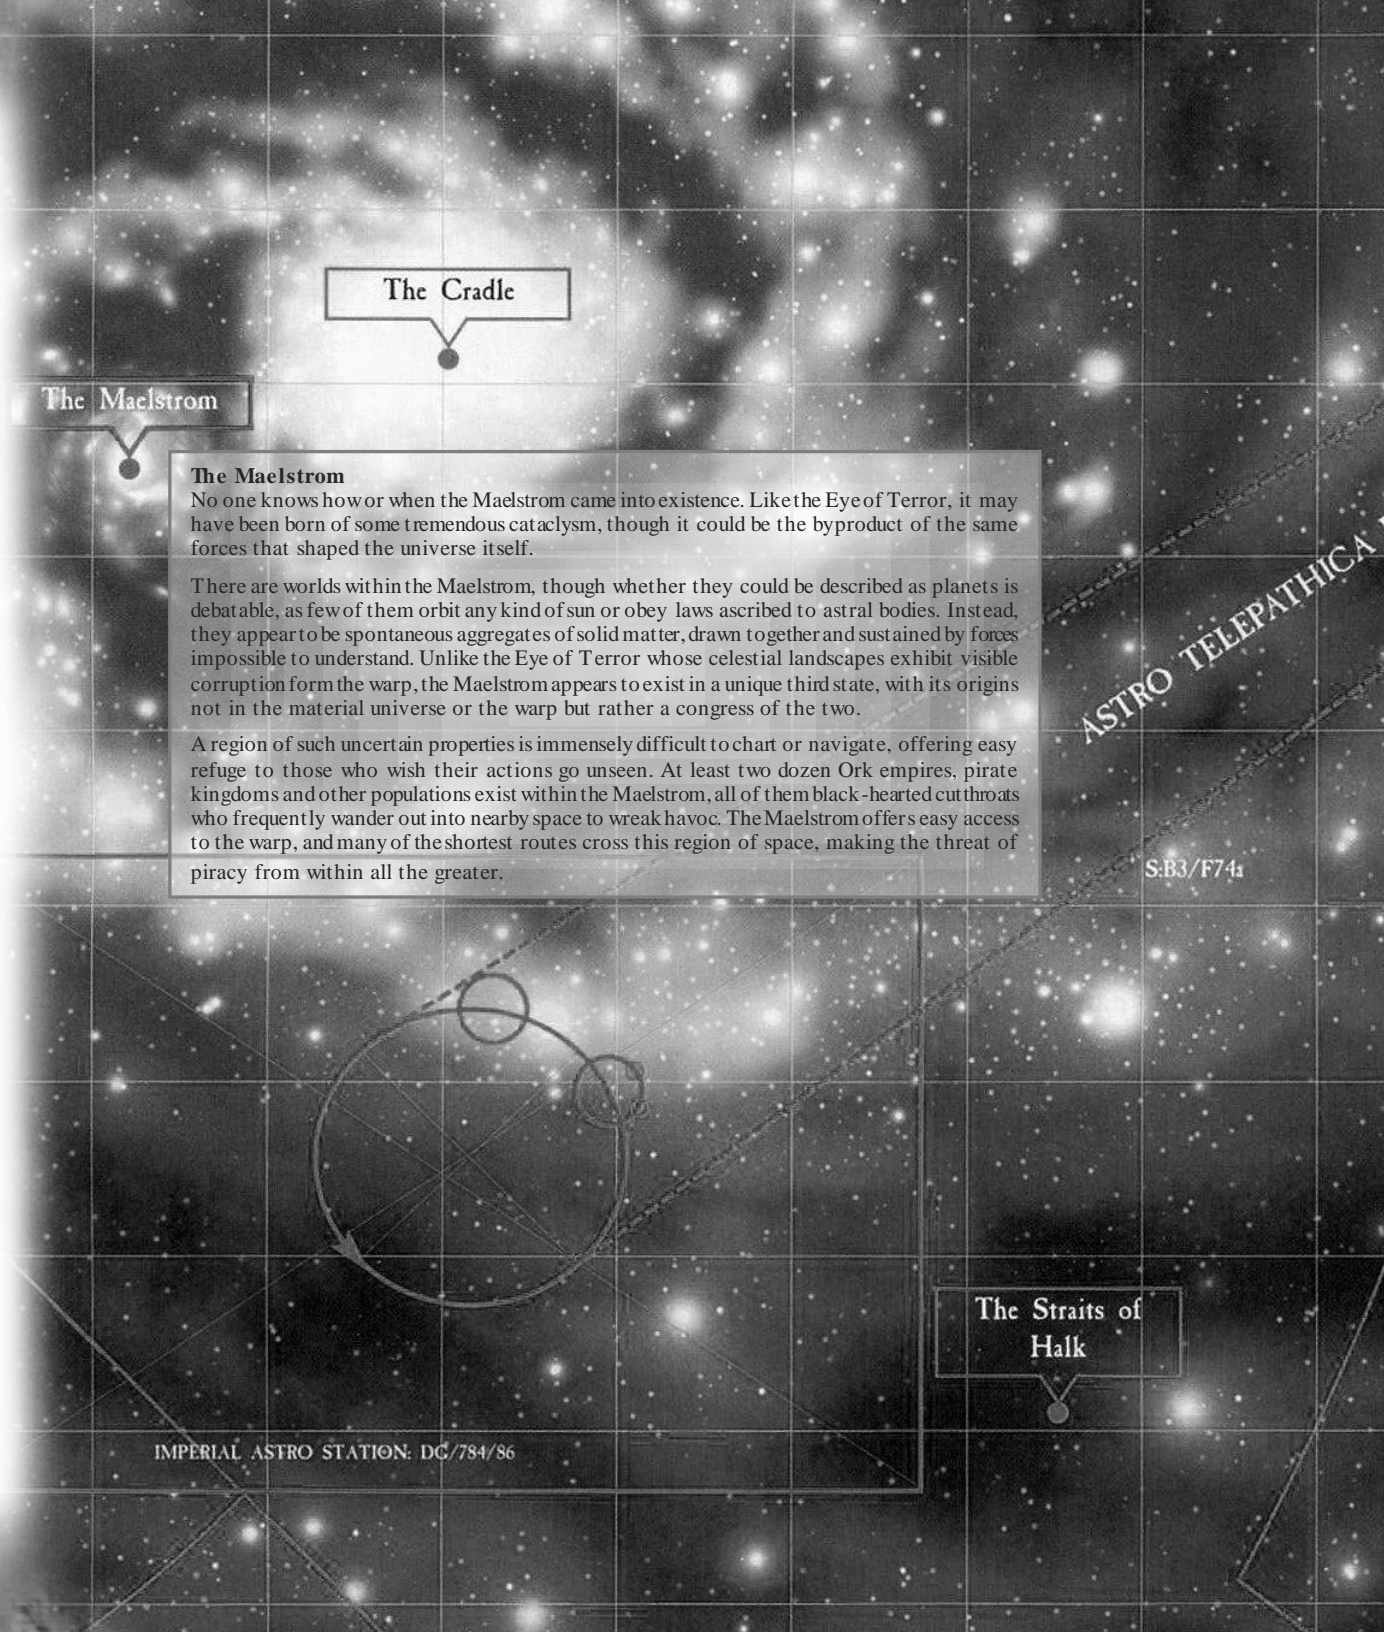 The Cradle
The Maelstrom
The Maelstrom
No one knows how or when the Maelstrom came into existence. Like the Eye of Terror, it may
have been born of some tremendous cataclysm, though it could be the byproduct of the same
forces that shaped the universe itself.
There are worlds within the Maelstrom, though whether they could be described as planets is
debatable, as few of them orbit any kind of sun or obey laws ascribed to astral bodies. Instead,
they appear to be spontaneous aggregates of solid matter, drawn together and sustained by forces
impossible to understand. Unlike the Eye of Terror whose celestial landscapes exhibit visible
corruption form the warp, the Maelstrom appears to exist in a unique third state, with its origins
not in the material universe or the warp but rather a congress of the two.
A region of such uncertain properties is immensely difficult to chart or navigate, offering easy
refuge to those who wish their actions go unseen. At least two dozen Ork empires, pirate
kingdoms and other populations exist within the Maelstrom, all of them black-hearted cutthroats
who frequently wander out into nearby space to wreak havoc. The Maelstrom offers easy access
to the warp, and many of the shortest routes cross this region of space, making the threat of
piracy from within all the greater.
ASTRO TELEPATHICA
S:B3/F74a
The Straits of
Halk
IMPERIAL ASTRO STATION: DG/784/86